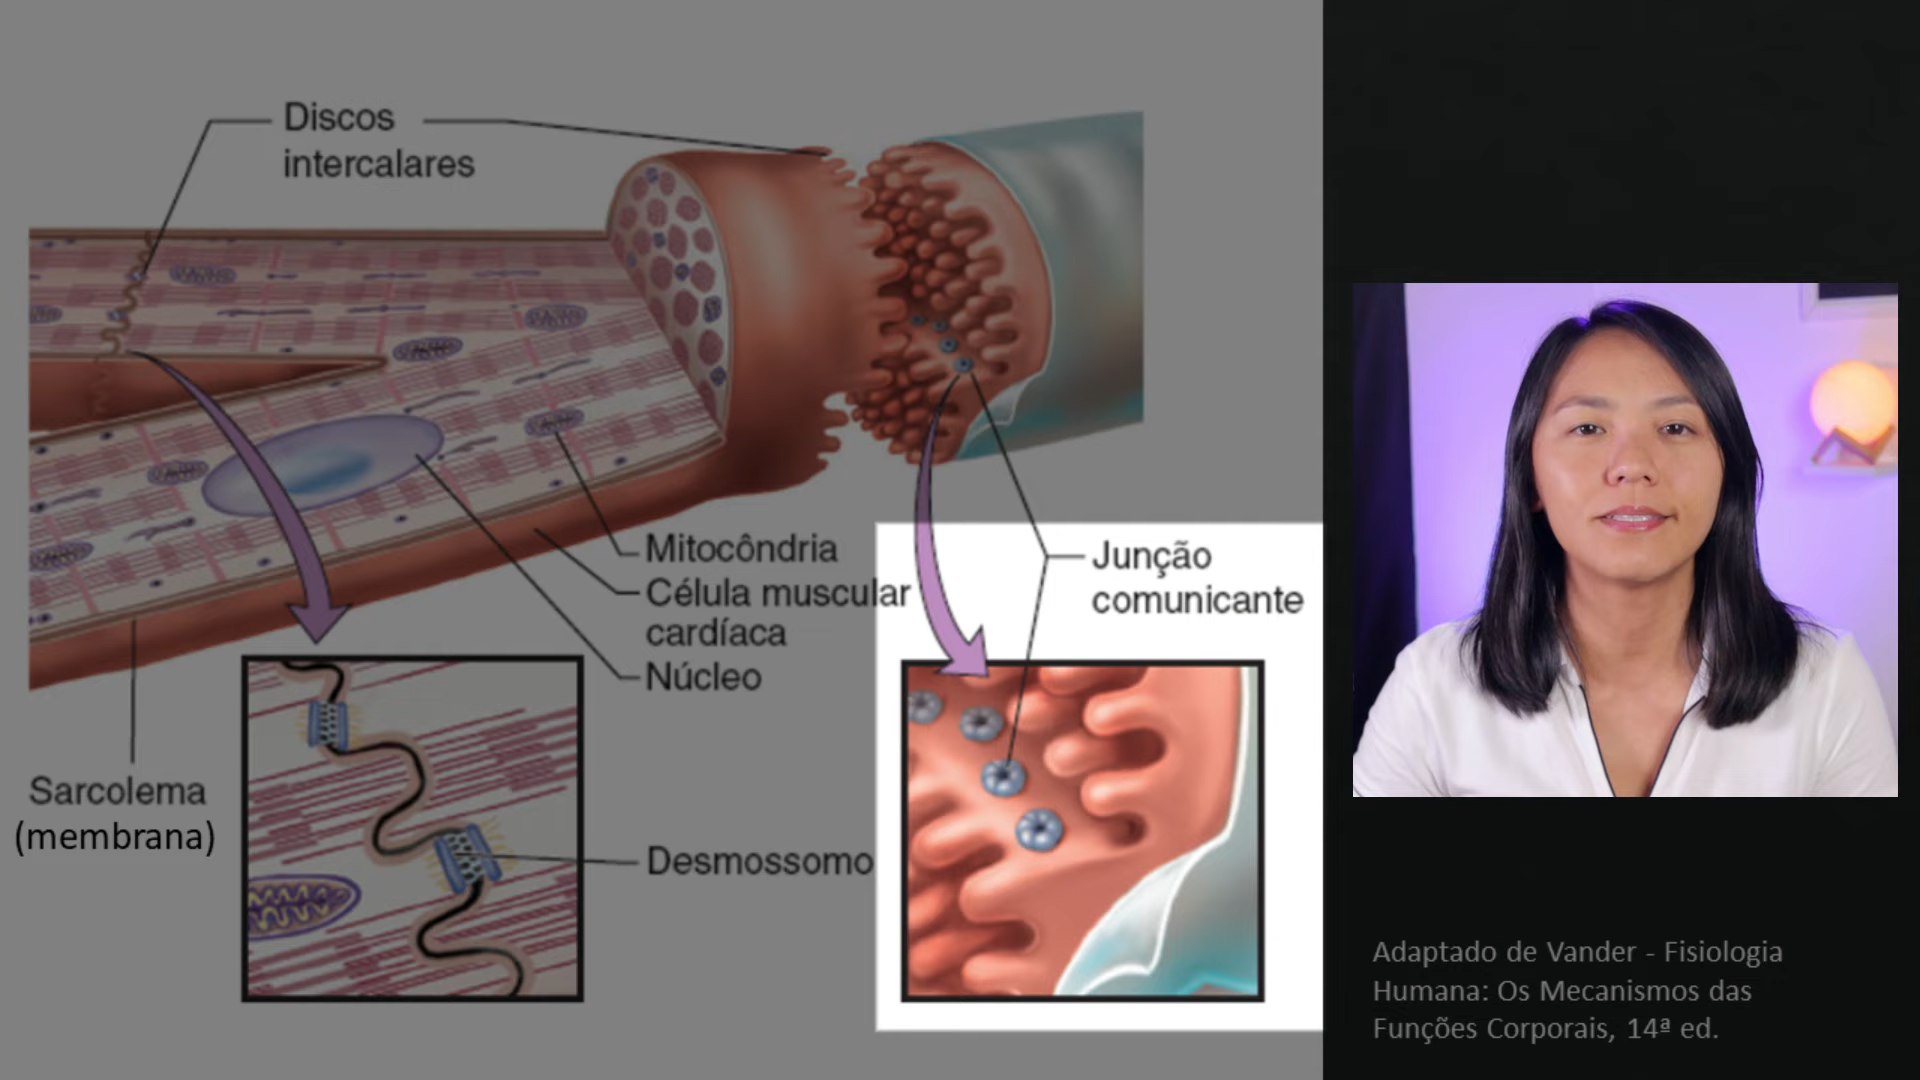 Discos
intercalares
Mitocôndria
Célula muscular
cardíaca
Núcleo
Junção
comunicante
Sarcolema
(membrana)
Desmossomo
Adaptado de Vander - Fisiologia
Humana: Os Mecanismos das
Funções Corporais, 14ª ed.